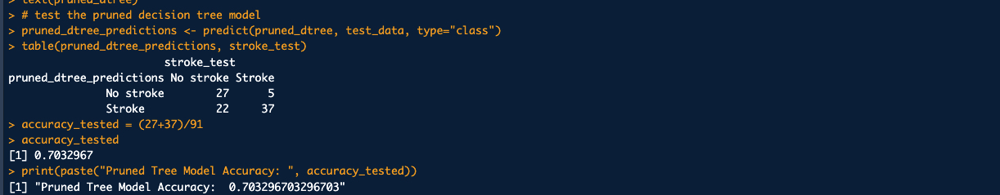 > text(pruned_dtree)
> # test the pruned decision tree model
> pruned_dtree_predictions <- predict(pruned_dtree, test_data, type="class")
> table(pruned_dtree_predictions, stroke_test)
                        stroke_test
pruned_dtree_predictions No stroke Stroke
               No stroke        27      5
               Stroke           22     37
> accuracy_tested = (27+37)/91
> accuracy_tested
[1] 0.7032967
> print(paste("Pruned Tree Model Accuracy: ", accuracy_tested))
[1] "Pruned Tree Model Accuracy:  0.703296703296703"